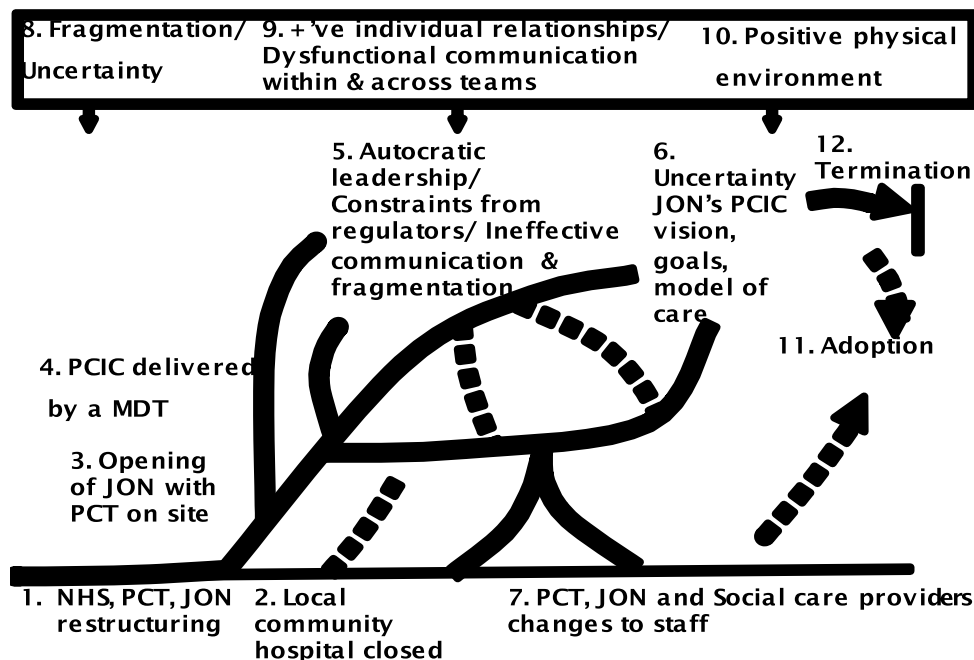 8. Fragmentation/
Uncertainty
9. +'ve individual relationships/
Dysfunctional communication
within & across teams
10. Positive physical
environment
5. Autocratic
leadership/
Constraints from
regulators/ Ineffective
communication &
fragmentation
6.
Uncertainty
JON's PCIC
vision,
goals,
model of
care
12.
Termination
11. Adoption
4. PCIC delivered
by a MDT
3. Opening
of JON with
PCT on site
1. NHS, PCT, JON
restructuring
2. Local
community
hospital closed
7. PCT, JON and Social care providers
changes to staff